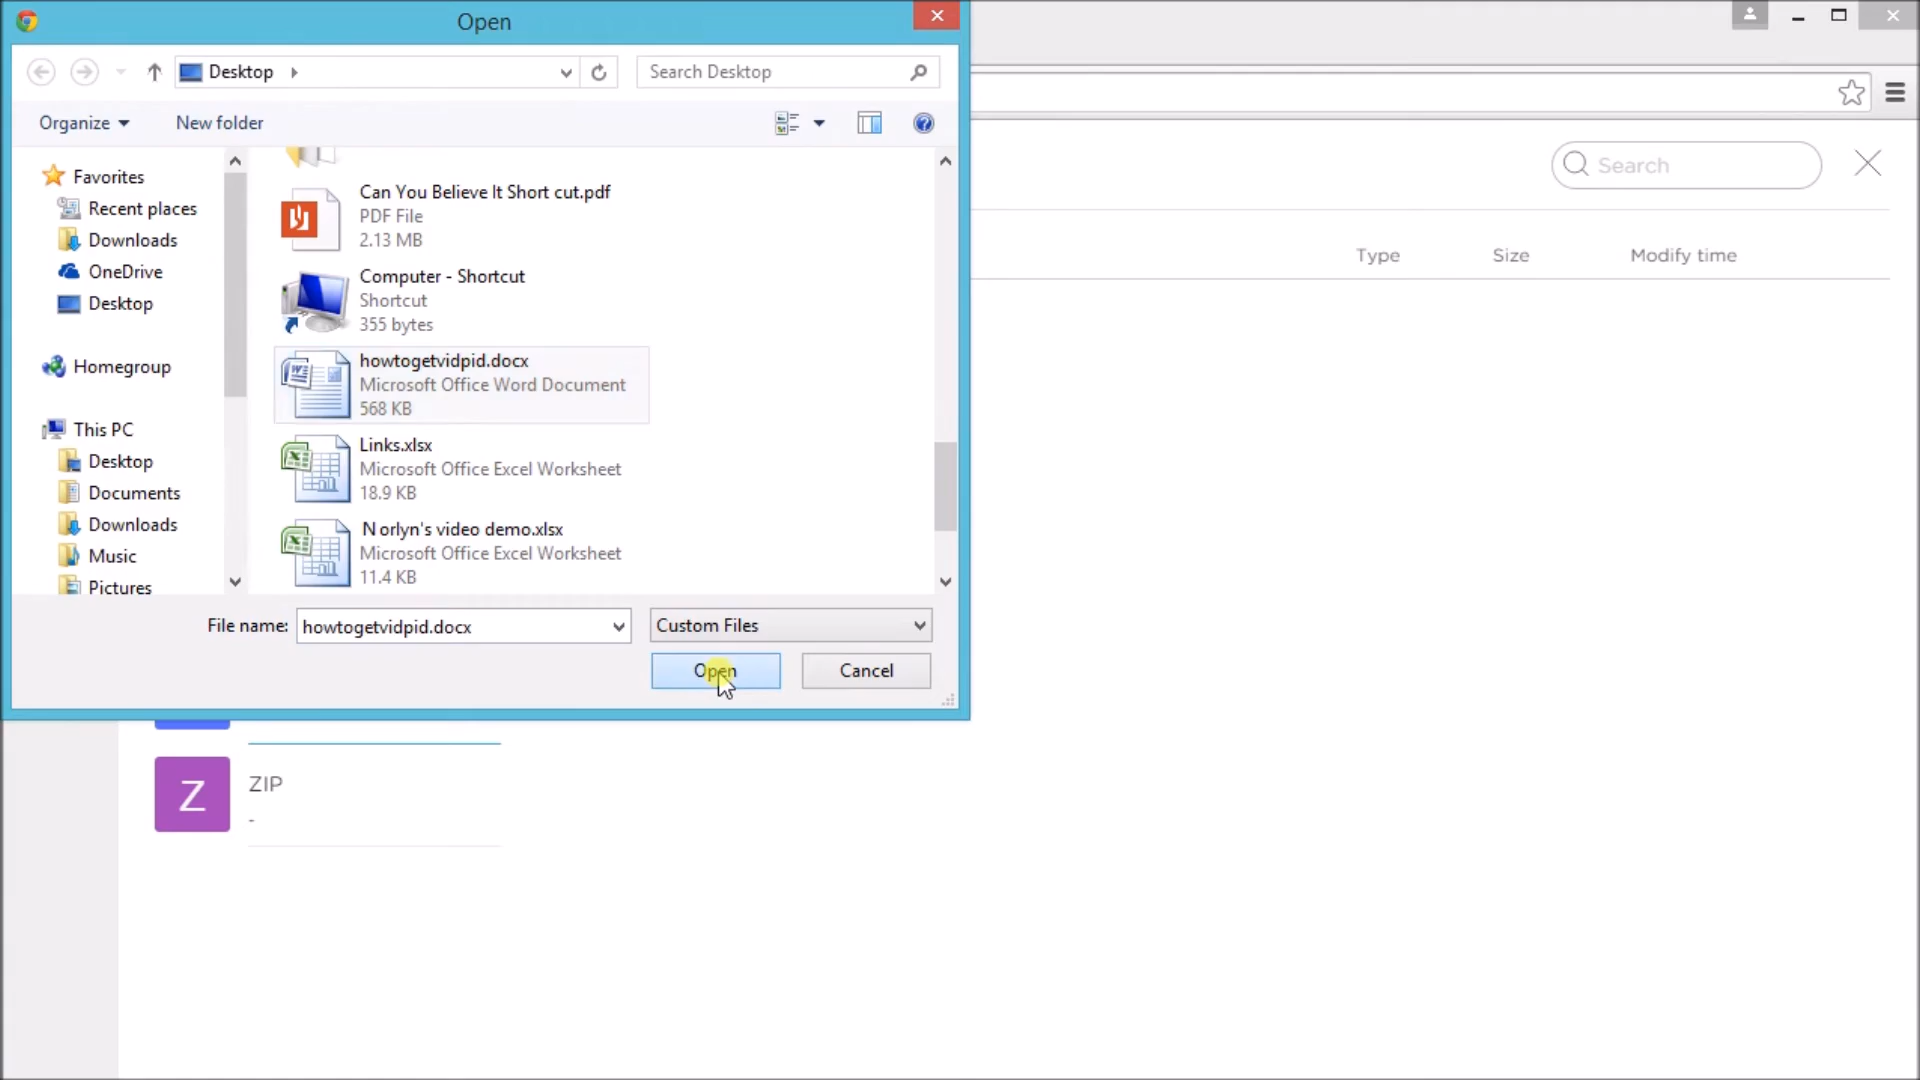 Open
Desktop
Search Desktop
Organize
New folder
Favorites
Recent places
Downloads
OneDrive
Desktop
Homegroup
This PC
Desktop
Documents
Downloads
Music
Pictures
Can You Believe It Short cut.pdf
PDF File
2.13 MB
Computer - Shortcut
Shortcut
355 bytes
howtogetvidpid.docx
Microsoft Office Word Document
568 KB
Links.xlsx
Microsoft Office Excel Worksheet
18.9 KB
N orlyn's video demo.xlsx
Microsoft Office Excel Worksheet
11.4 KB
File name: howtogetvidpid.docx
Custom Files
Open
Cancel
Search
Type Size Modify time
Z
ZIP
-